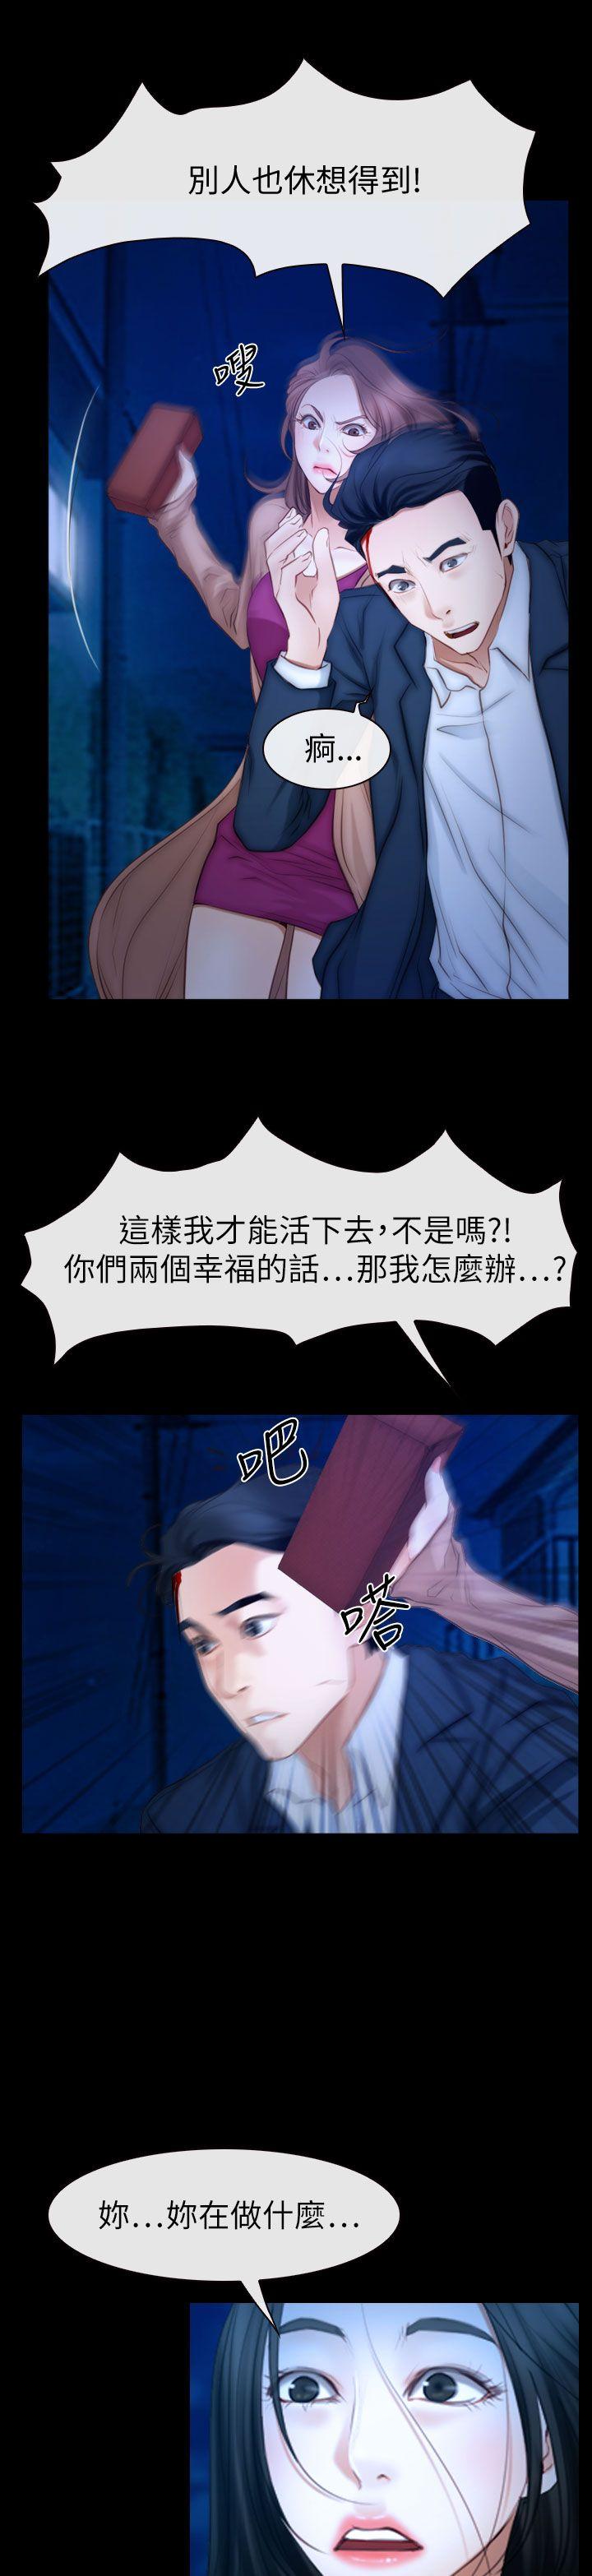 別人也休想得到!
嗖
痾...
這樣我才能活下去,不是嗎?!
你們兩個幸福的話...那我怎麼辦...?
吧
嗒
妳...妳在做什麼...